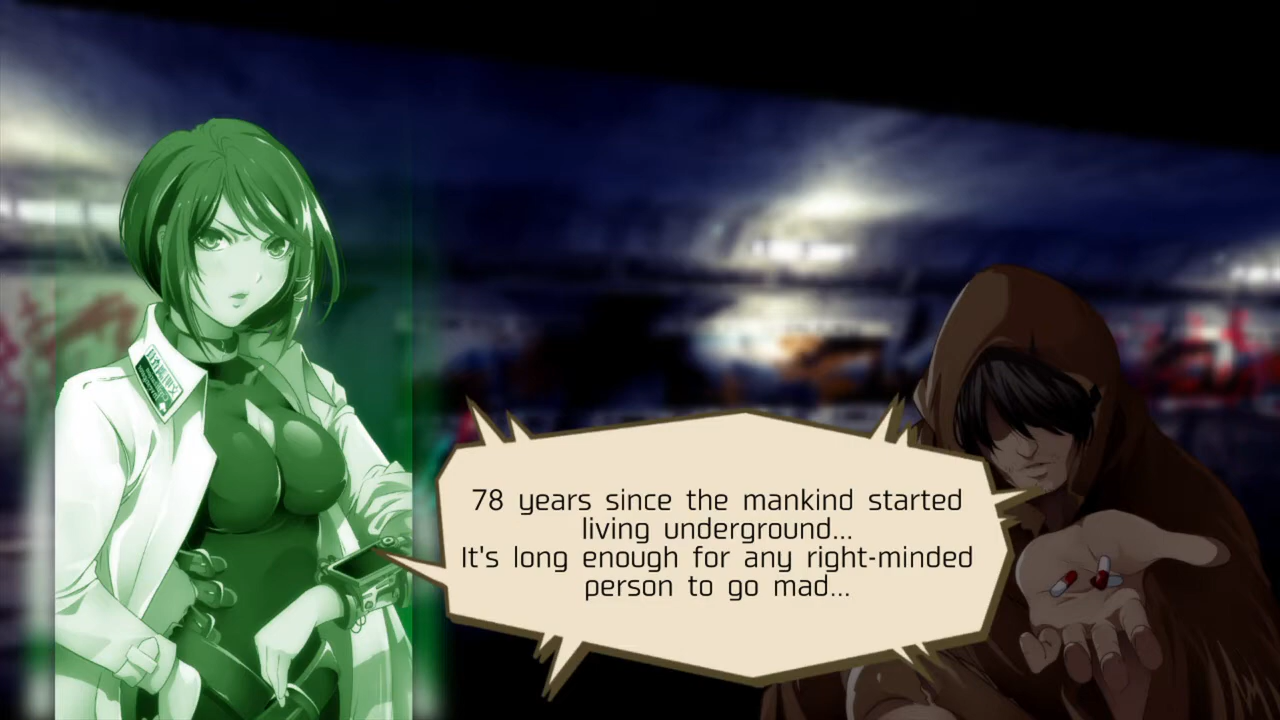 78 years since the mankind started
living underground...
It's long enough for any right-minded
person to go mad...